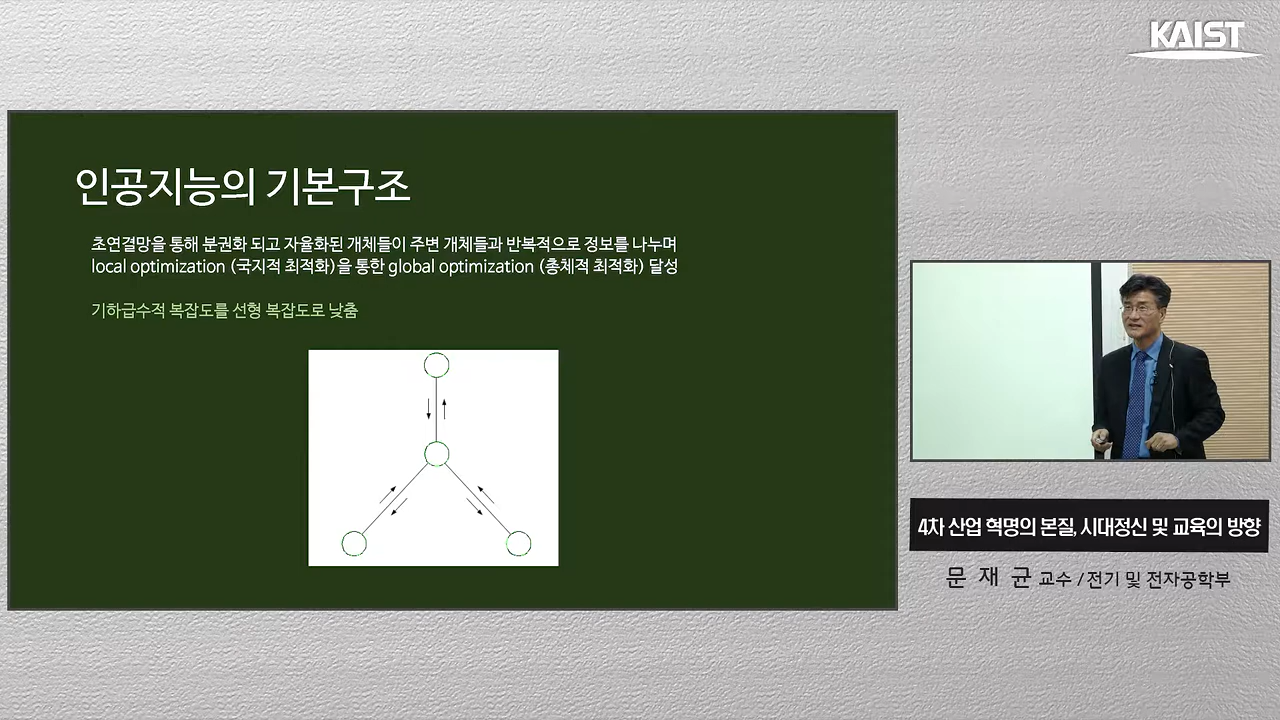 KAIST
인공지능의 기본구조
초연결망을 통해 분권화 되고 자율화된 개체들이 주변 개체들과 반복적으로 정보를 나누며
local optimization (국지적 최적화)을 통한 global optimization (총체적 최적화) 달성
기하급수적 복잡도를 선형 복잡도로 낮춤
4차 산업 혁명의 본질, 시대정신 및 교육의 방향
문 재 균 교수 / 전기 및 전자공학부